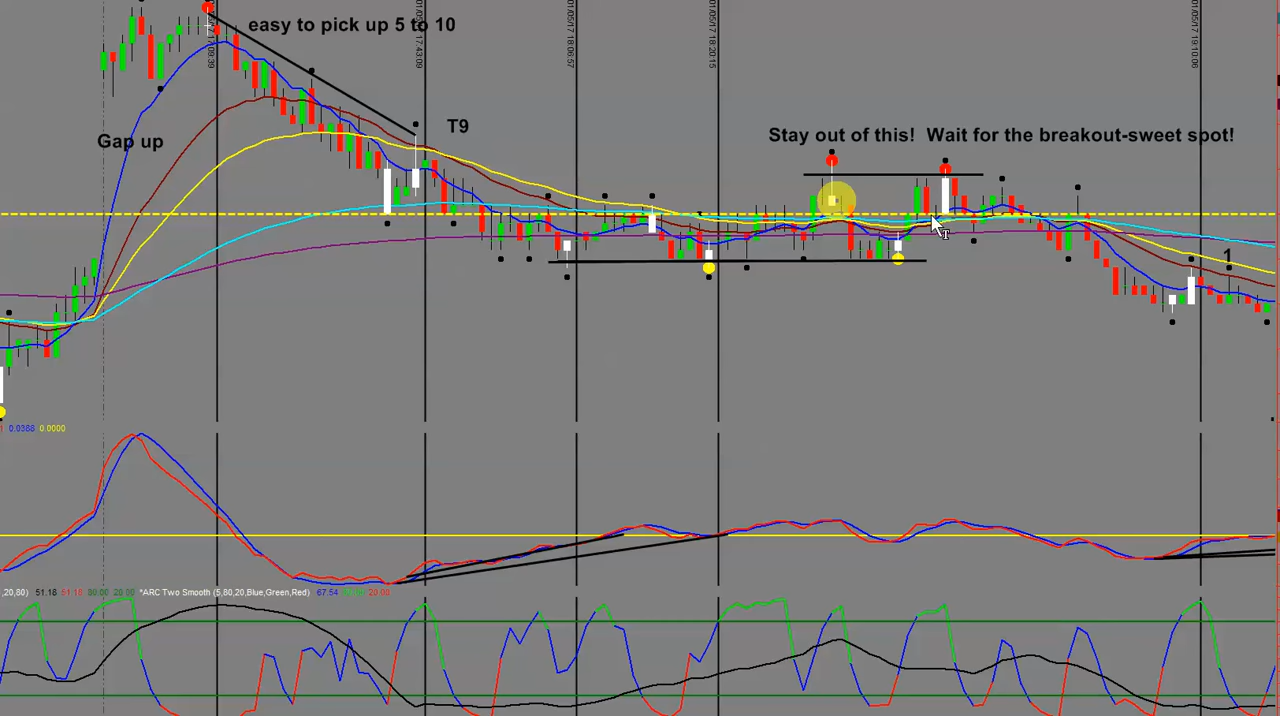 easy to pick up 5 to 10
T9
Gap up
Stay out of this!  Wait for the breakout-sweet spot!
1
0.0388 0.0000
,20,80) 51.18 20.00 *ARC Two Smooth (5,80,20,Blue,Green,Red) 67.54 20.00